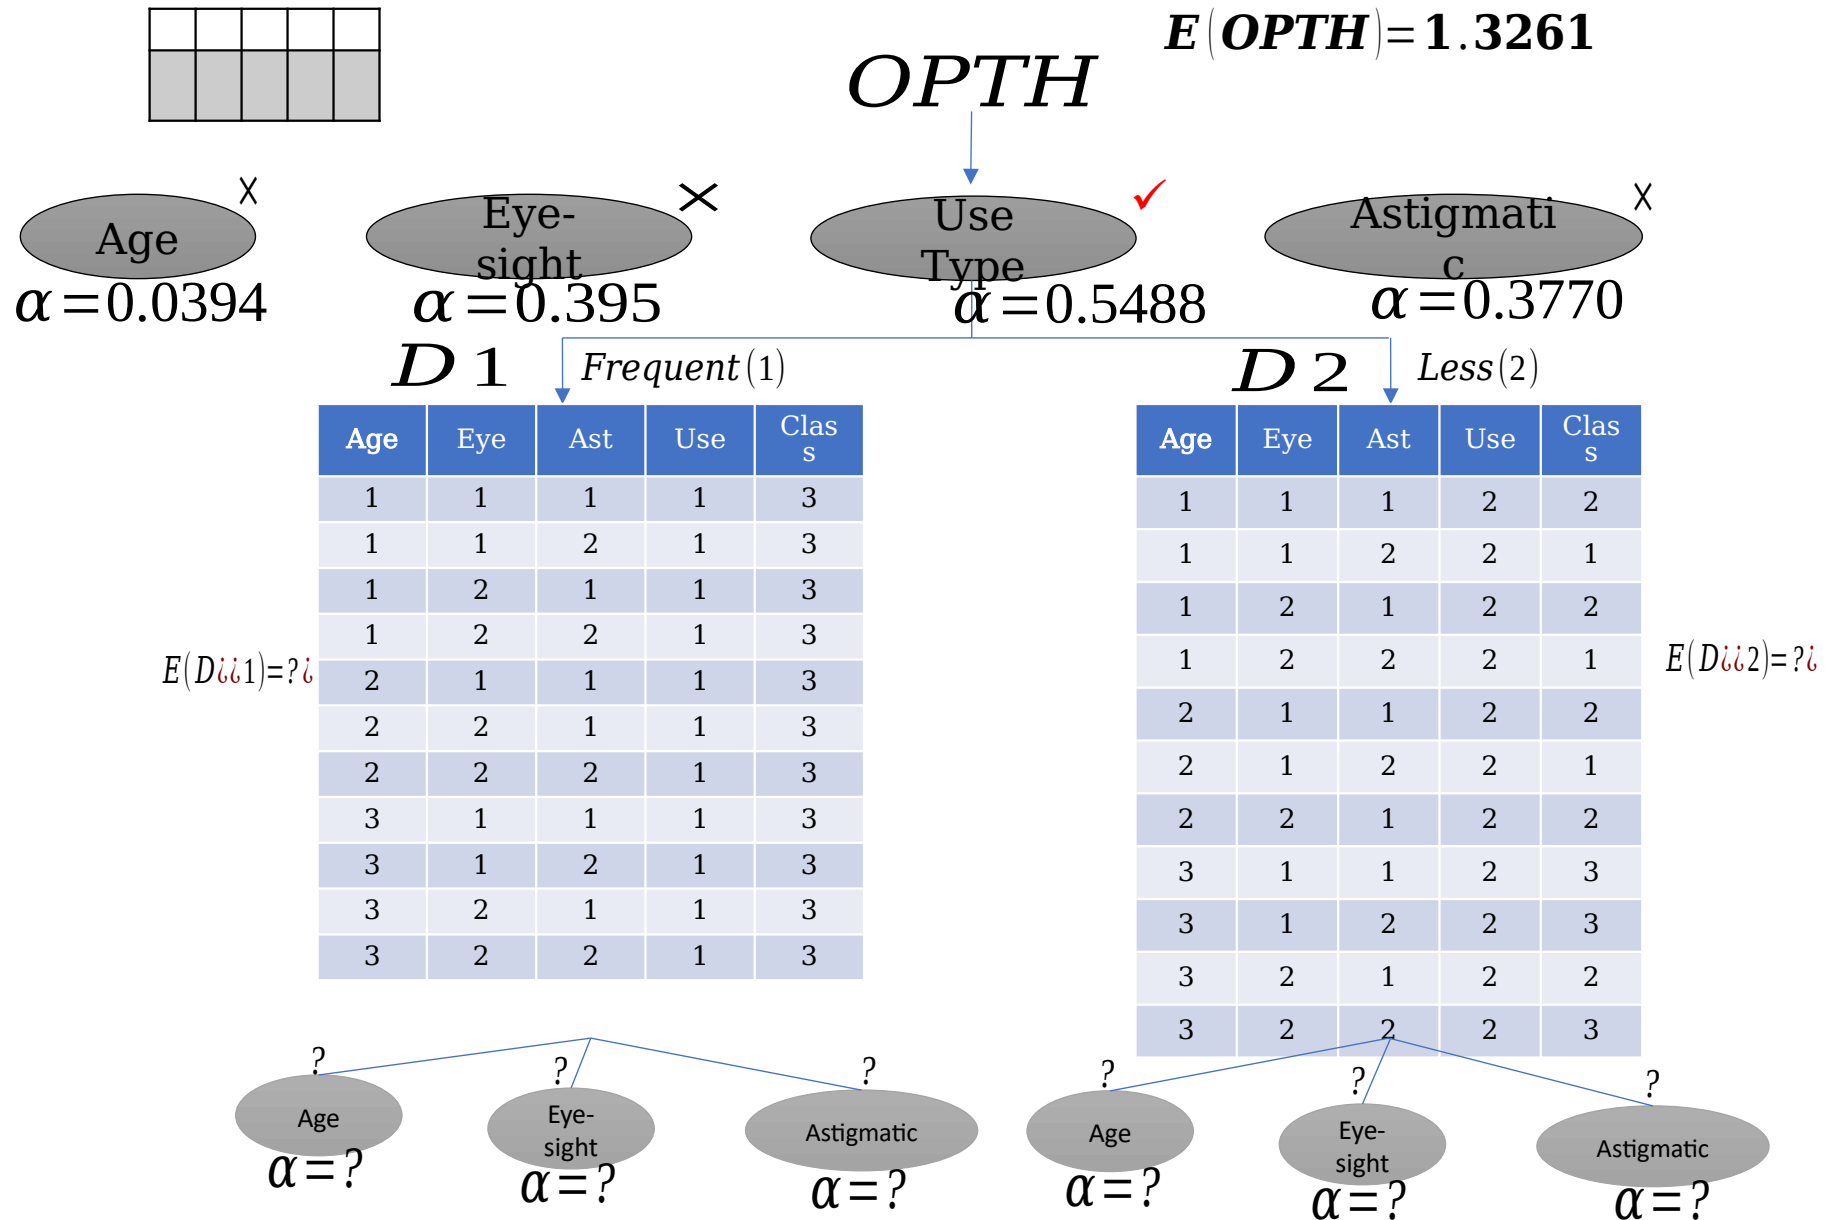 E(OPTH)=1.3261
OPTH
Age
Eye-
sight
Use
Type
Astigmati
c
α=0.0394
α=0.395
α=0.5488
α=0.3770
D 1
Frequent(1)
D 2
Less(2)
Age Eye Ast Use Clas
s
1 1 1 1 3
1 1 2 1 3
1 2 1 1 3
1 2 2 1 3
2 1 1 1 3
2 2 1 1 3
2 2 2 1 3
3 1 1 1 3
3 1 2 1 3
3 2 1 1 3
3 2 2 1 3
E(D¿¿1)=?¿
Age Eye Ast Use Clas
s
1 1 1 2 2
1 1 2 2 1
1 2 1 2 2
1 2 2 2 1
2 1 1 2 2
2 1 2 2 1
2 2 1 2 2
3 1 1 2 3
3 1 2 2 3
3 2 1 2 2
3 2 2 2 3
E(D¿¿2)=?¿
?
?
?
?
?
?
Age
Eye-
sight
Astigmatic
Age
Eye-
sight
Astigmatic
α=?
α=?
α=?
α=?
α=?
α=?